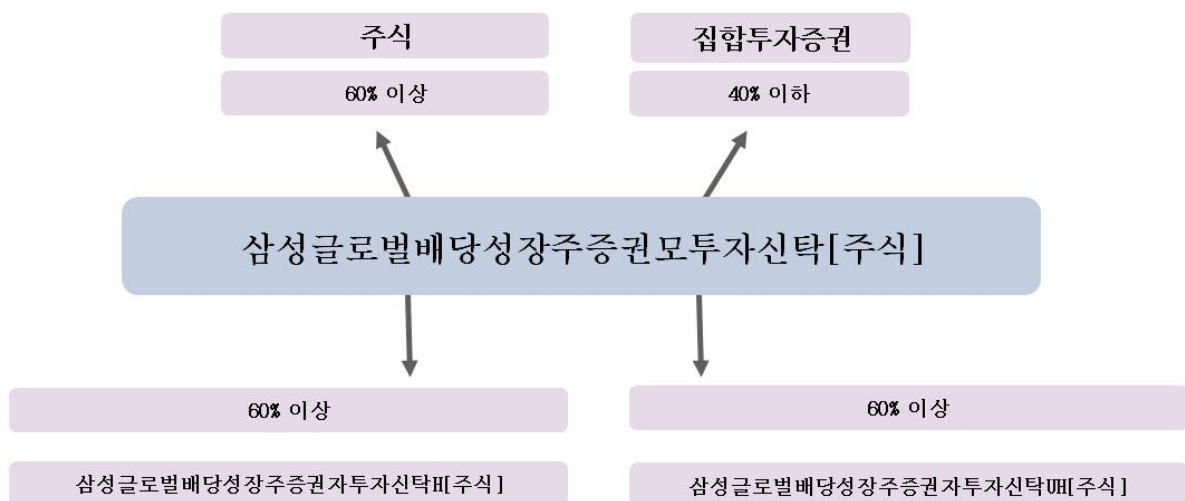 주식
집합투자증권
60% 이상
40% 이하
삼성글로벌배당성장주증권모투자신탁[주식]
60% 이상
60% 이상
삼성글로벌배당성장주증권자투자신탁H[주식]
삼성글로벌배당성장주증권자투자신탁UH[주식]